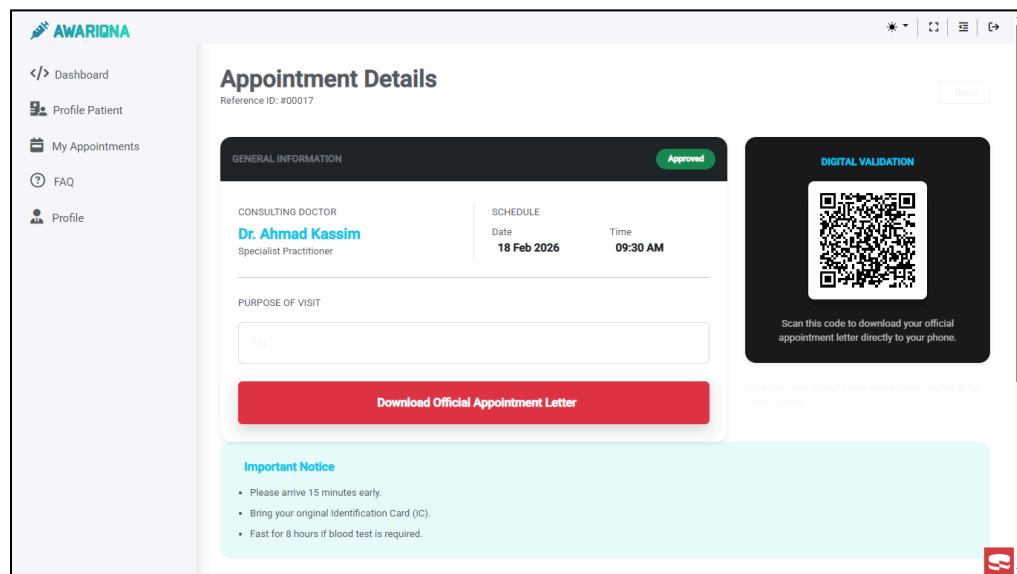 AWARIQNA
Dashboard
Profile Patient
My Appointments
FAQ
Profile
Appointment Details
Reference ID: #00017
Back
GENERAL INFORMATION
Approved
CONSULTING DOCTOR
Dr. Ahmad Kassim
Specialist Practitioner
SCHEDULE
Date
Time
18 Feb 2026
09:30 AM
PURPOSE OF VISIT
Flu
Download Official Appointment Letter
DIGITAL VALIDATION
Scan this code to download your official
appointment letter directly to your phone.
Important Notice
• Please arrive 15 minutes early.
• Bring your original Identification Card (IC).
• Fast for 8 hours if blood test is required.